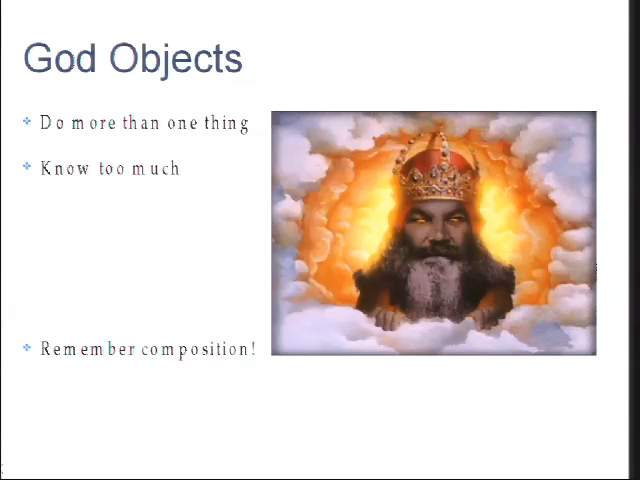 God Objects
Do more than one thing
Know too much
Remember composition!